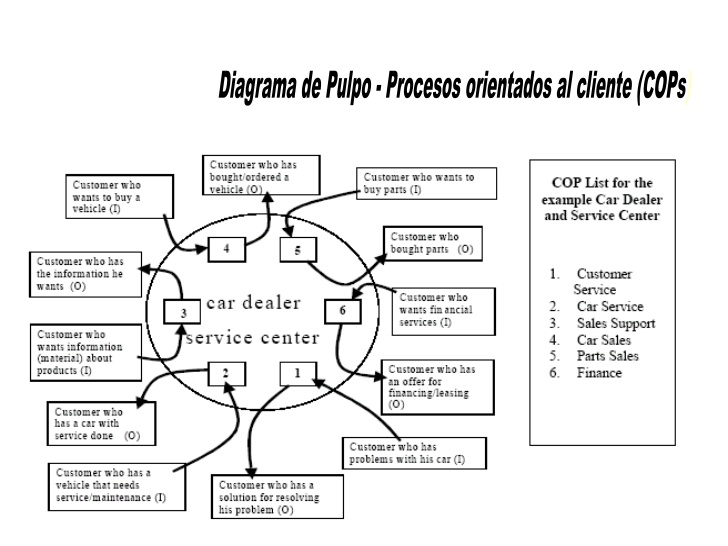 Diagrama de Pulpo - Procesos orientados al cliente (COPs
Customer who has
bought/ordered a
vehicle (O)
Customer who wants to
buy parts (I)
Customer who
wants to buy a
vehicle (I)
Customer who
bought parts (O)
Customer who has
the information he
wants (O)
Customer who
wants financial
services (I)
Customer who
wants information
(material) about
products (I)
Customer who has
an offer for
financing/leasing
(O)
Customer who
has a car with
service done (O)
Customer who has
problems with his car (I)
Customer who has a
vehicle that needs
service/maintenance (I)
Customer who has a
solution for resolving
his problem (O)
4
5
3
6
2
1
car dealer
service center
COP List for the
example Car Dealer
and Service Center
1. Customer
Service
2. Car Service
3. Sales Support
4. Car Sales
5. Parts Sales
6. Finance